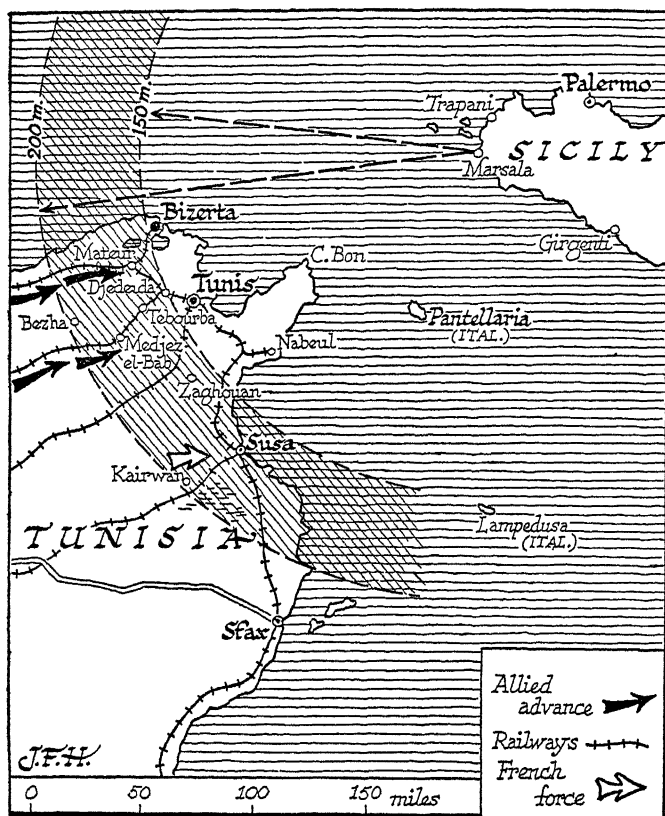 200 m.
150 m.
Palermo
Trapani
SICILY
Marsala
Bizerta
Girgenti
C. Bon
Mateur
Tunis
Djedeida
Pantellaria
(ITAL.)
Bezha
Tebourba
Nabeul
Medjez
el-Bab
Zaghouan
Susa
Kairwan
TUNISIA
Lampedusa
(ITAL.)
Sfax
J.F.H.
Allied
advance
Railways
French
force
0 50 100 150 miles